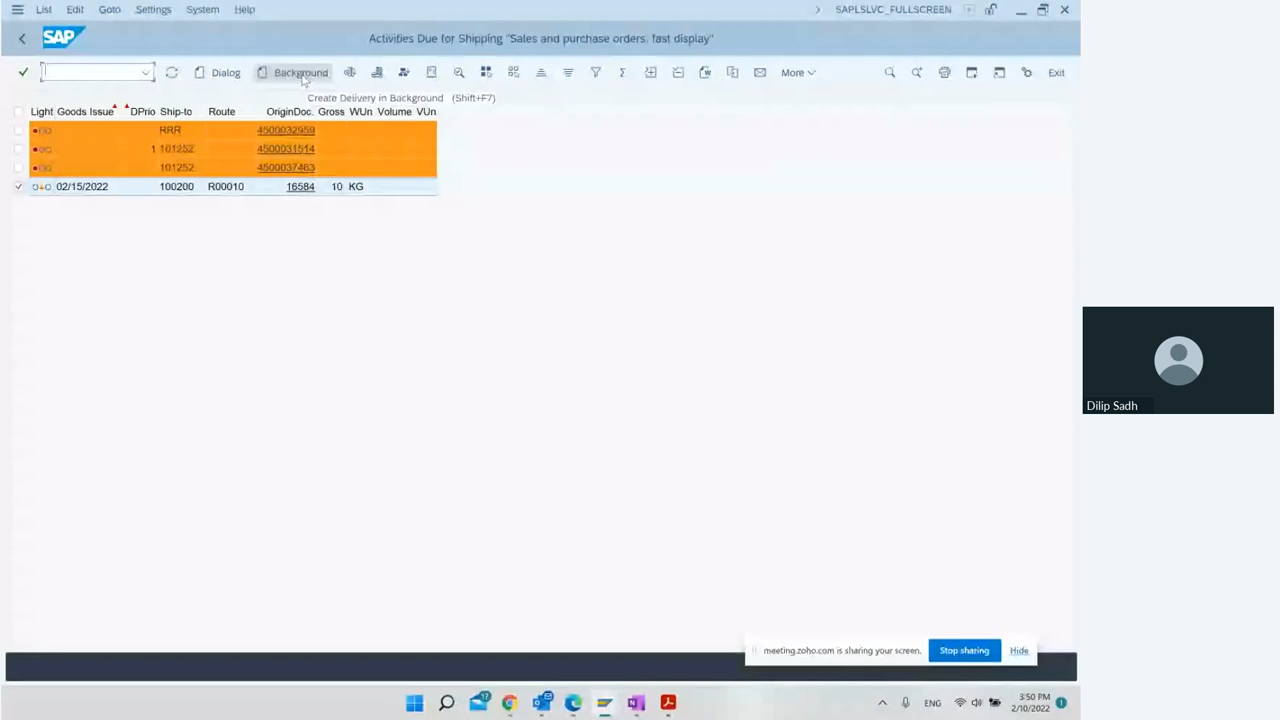 List Edit Goto Settings System Help SAPLSLVC_FULLSCREEN
SAP Activities Due for Shipping "Sales and purchase orders, fast display"
Dialog Background More Exit
Create Delivery in Background (Shift+F7)
Light Goods Issue DPrio Ship-to Route OriginDoc. Gross WUn Volume VUn
RRR 4500032959
1 101252 4500031514
101252 4500037463
02/15/2022 100200 R00010 16584 10 KG
Dilip Sadh
meeting.zoho.com is sharing your screen. Stop sharing Hide
17 ENG 3:50 PM
2/10/2022 1